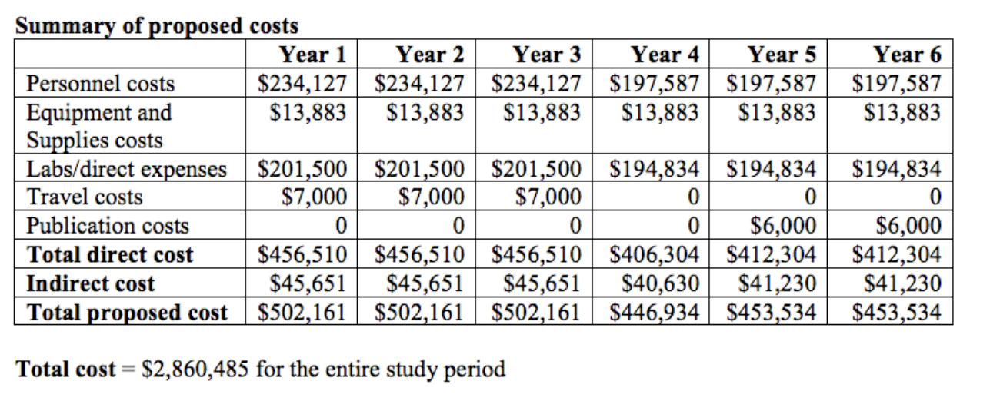 Summary of proposed costs
Year 1 Year 2 Year 3 Year 4 Year 5 Year 6
Personnel costs $234,127 $234,127 $234,127 $197,587 $197,587 $197,587
Equipment and $13,883 $13,883 $13,883 $13,883 $13,883 $13,883
Supplies costs
Labs/direct expenses $201,500 $201,500 $201,500 $194,834 $194,834 $194,834
Travel costs $7,000 $7,000 $7,000 0 0 0
Publication costs 0 0 0 0 $6,000 $6,000
Total direct cost $456,510 $456,510 $456,510 $406,304 $412,304 $412,304
Indirect cost $45,651 $45,651 $45,651 $40,630 $41,230 $41,230
Total proposed cost $502,161 $502,161 $502,161 $446,934 $453,534 $453,534
Total cost = $2,860,485 for the entire study period